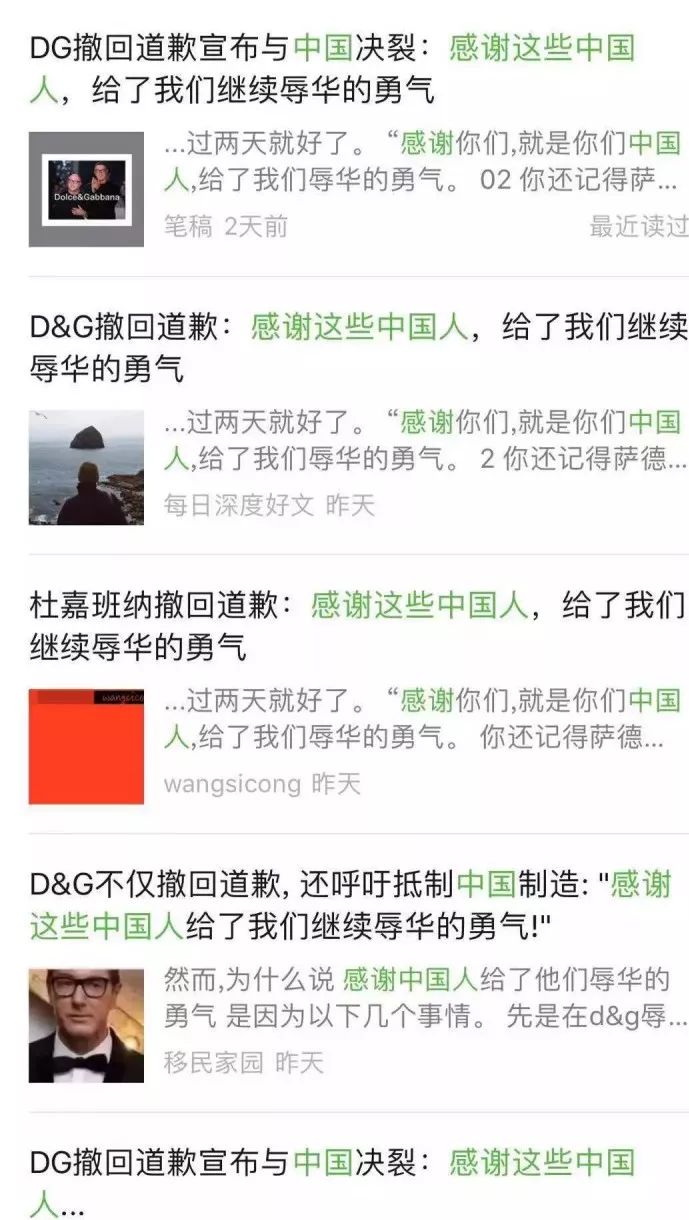 DG撤回道歉宣布与中国决裂：感谢这些中国
人，给了我们继续辱华的勇气
...过两天就好了。“感谢你们,就是你们中国
人,给了我们辱华的勇气。 02 你还记得萨...
Dolce&Gabbana
笔稿 2天前
最近读过
D&G撤回道歉：感谢这些中国人，给了我们继续
辱华的勇气
...过两天就好了。“感谢你们,就是你们中国
人,给了我们辱华的勇气。 2 你还记得萨德...
每日深度好文 昨天
杜嘉班纳撤回道歉：感谢这些中国人，给了我们
继续辱华的勇气
wangsico
...过两天就好了。“感谢你们,就是你们中国
人,给了我们辱华的勇气。 你还记得萨德...
wangsicong 昨天
D&G不仅撤回道歉, 还呼吁抵制中国制造: "感谢
这些中国人给了我们继续辱华的勇气!"
然而,为什么说 感谢中国人给了他们辱华的
勇气 是因为以下几个事情。 先是在d&g辱...
移民家园 昨天
DG撤回道歉宣布与中国决裂：感谢这些中国
人...